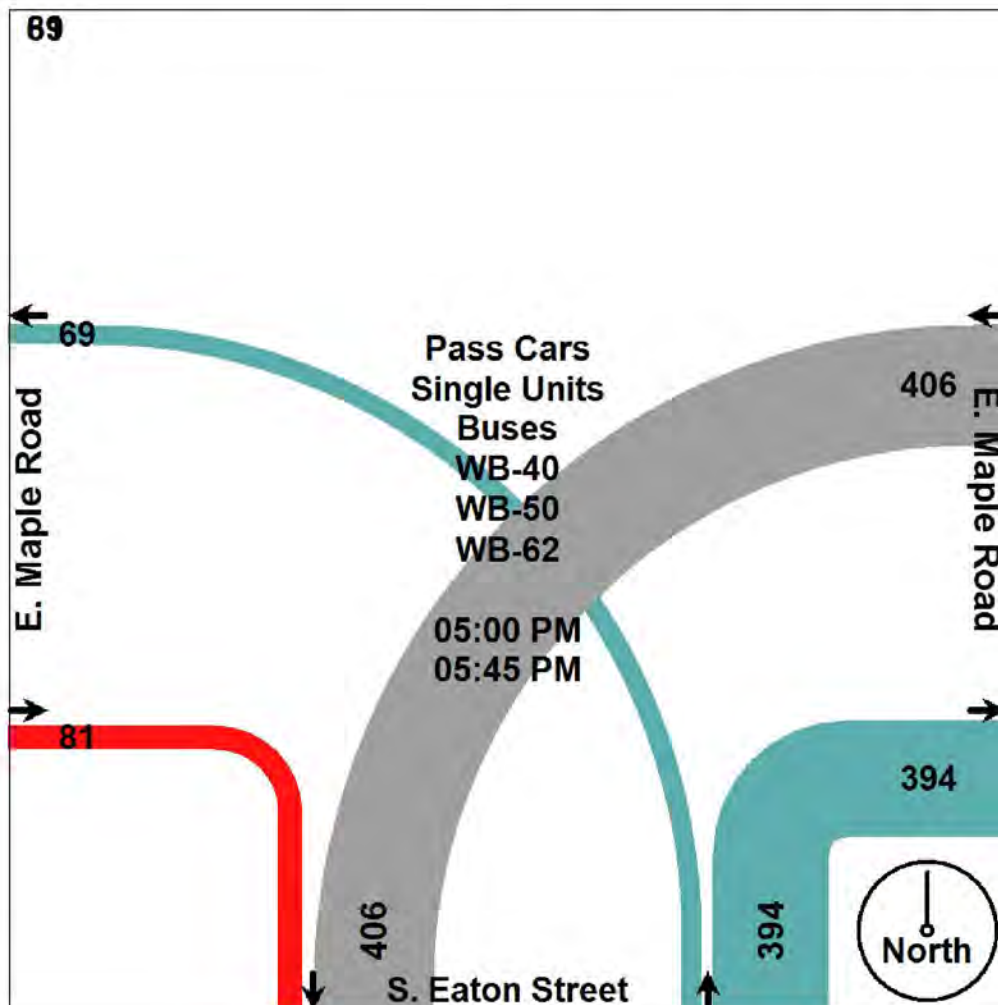 69
Pass Cars
Single Units
Buses
WB-40
WB-50
WB-62
406
E. Maple Road
E. Maple Road
05:00 PM
05:45 PM
81
394
406
394
S. Eaton Street
North